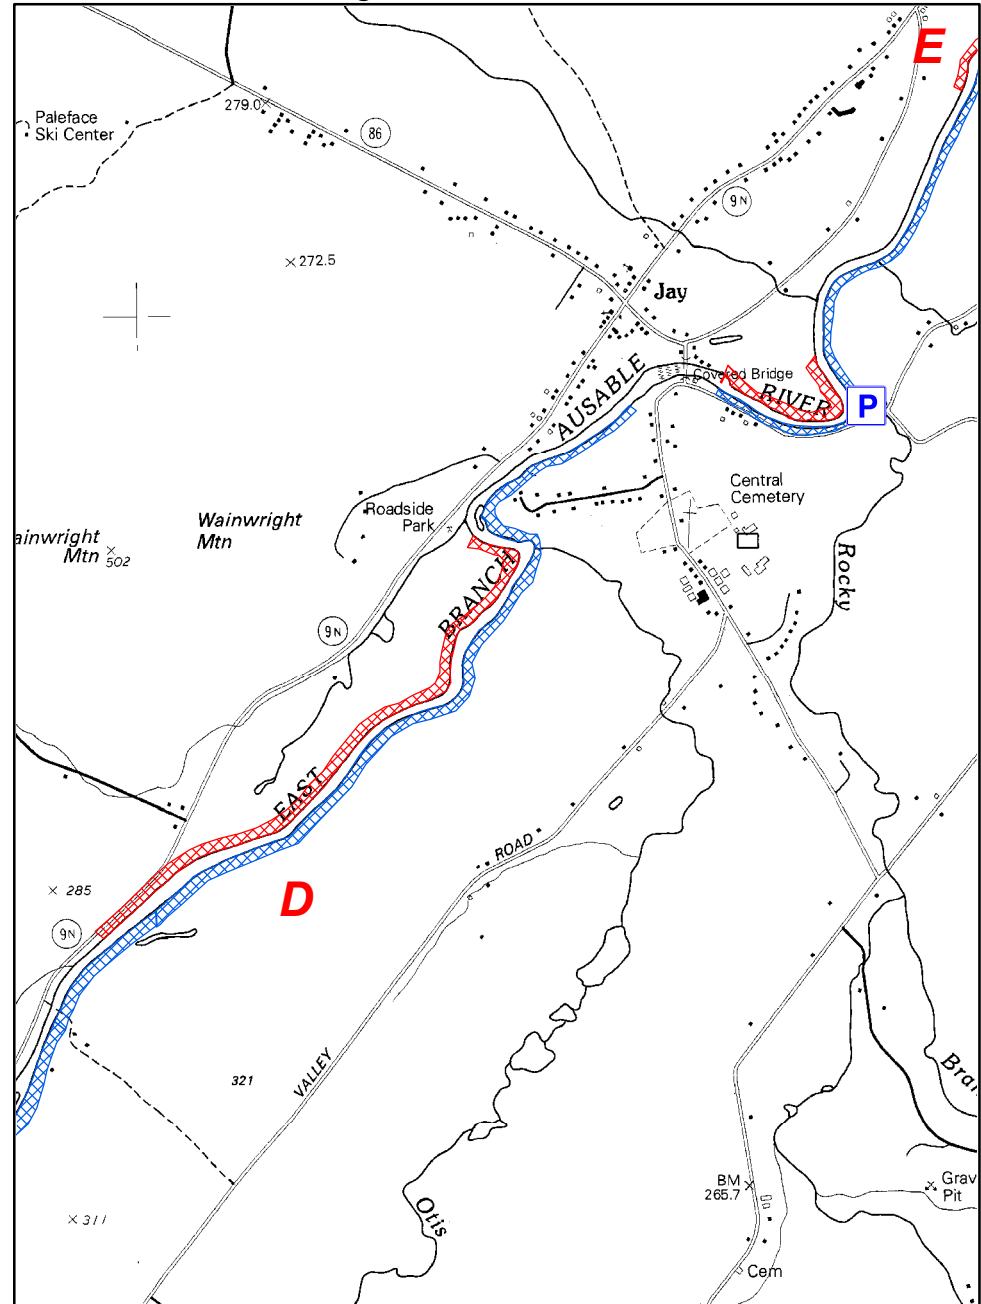 E
279.0
Paleface
Ski Center
86
9N
272.5
Jay
Covered Bridge
AUSABLE
RIVER
P
Central
Cemetery
Roadside
Park
Wainwright
Mtn
ainwright
Mtn
502
Rocky
BRANCH
9N
EAST
ROAD
285
D
9N
321
VALLEY
Bran
BM
265.7
Grav
Pit
311
Otis
Cem